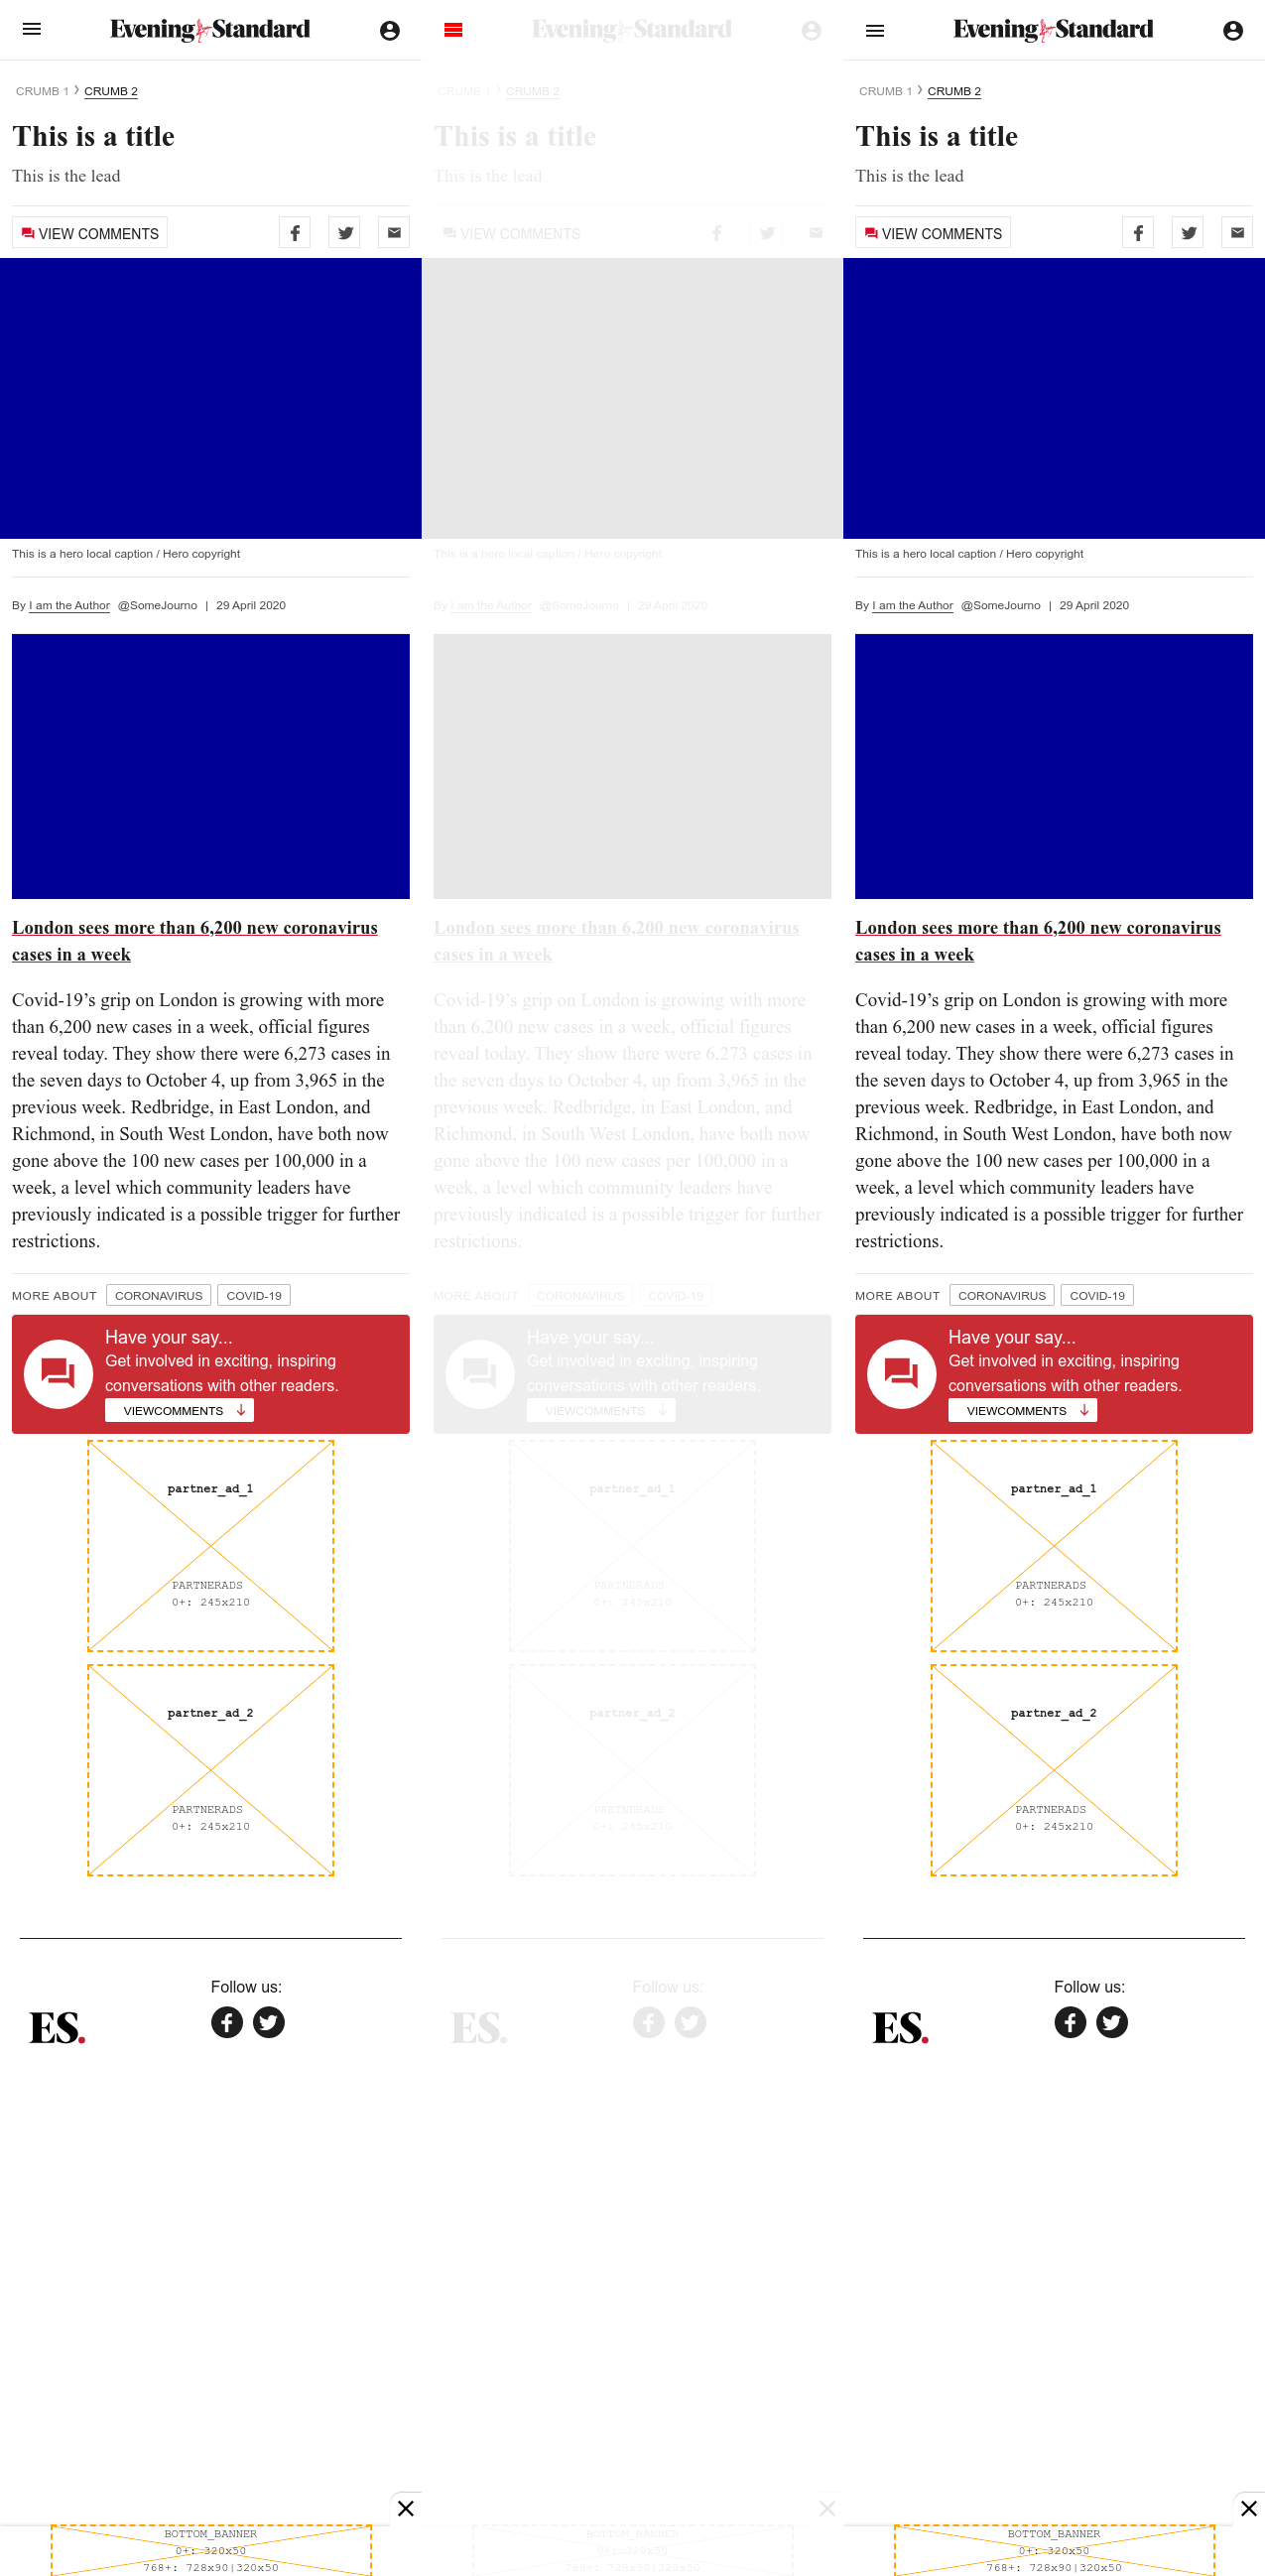 Evening Standard
CRUMB 1 › CRUMB 2
This is a title
This is the lead
VIEW COMMENTS
This is a hero local caption / Hero copyright
By I am the Author @SomeJourno | 29 April 2020
London sees more than 6,200 new coronavirus
cases in a week
Covid-19’s grip on London is growing with more
than 6,200 new cases in a week, official figures
reveal today. They show there were 6,273 cases in
the seven days to October 4, up from 3,965 in the
previous week. Redbridge, in East London, and
Richmond, in South West London, have both now
gone above the 100 new cases per 100,000 in a
week, a level which community leaders have
previously indicated is a possible trigger for further
restrictions.
MORE ABOUT CORONAVIRUS COVID-19
Have your say...
Get involved in exciting, inspiring
conversations with other readers.
VIEWCOMMENTS
partner_ad_1
PARTNERADS
0+: 245x210
partner_ad_2
PARTNERADS
0+: 245x210
Follow us:
ES.
BOTTOM_BANNER
0+: 320x50
768+: 728x90|320x50
Evening Standard
CRUMB 1 › CRUMB 2
This is a title
This is the lead
VIEW COMMENTS
This is a hero local caption / Hero copyright
By I am the Author @SomeJourno | 29 April 2020
London sees more than 6,200 new coronavirus
cases in a week
Covid-19’s grip on London is growing with more
than 6,200 new cases in a week, official figures
reveal today. They show there were 6,273 cases in
the seven days to October 4, up from 3,965 in the
previous week. Redbridge, in East London, and
Richmond, in South West London, have both now
gone above the 100 new cases per 100,000 in a
week, a level which community leaders have
previously indicated is a possible trigger for further
restrictions.
MORE ABOUT CORONAVIRUS COVID-19
Have your say...
Get involved in exciting, inspiring
conversations with other readers.
VIEWCOMMENTS
partner_ad_1
PARTNERADS
0+: 245x210
partner_ad_2
PARTNERADS
0+: 245x210
Follow us:
ES.
BOTTOM_BANNER
0+: 320x50
768+: 728x90|320x50
Evening Standard
CRUMB 1 › CRUMB 2
This is a title
This is the lead
VIEW COMMENTS
This is a hero local caption / Hero copyright
By I am the Author @SomeJourno | 29 April 2020
London sees more than 6,200 new coronavirus
cases in a week
Covid-19’s grip on London is growing with more
than 6,200 new cases in a week, official figures
reveal today. They show there were 6,273 cases in
the seven days to October 4, up from 3,965 in the
previous week. Redbridge, in East London, and
Richmond, in South West London, have both now
gone above the 100 new cases per 100,000 in a
week, a level which community leaders have
previously indicated is a possible trigger for further
restrictions.
MORE ABOUT CORONAVIRUS COVID-19
Have your say...
Get involved in exciting, inspiring
conversations with other readers.
VIEWCOMMENTS
partner_ad_1
PARTNERADS
0+: 245x210
partner_ad_2
PARTNERADS
0+: 245x210
Follow us:
ES.
BOTTOM_BANNER
0+: 320x50
768+: 728x90|320x50